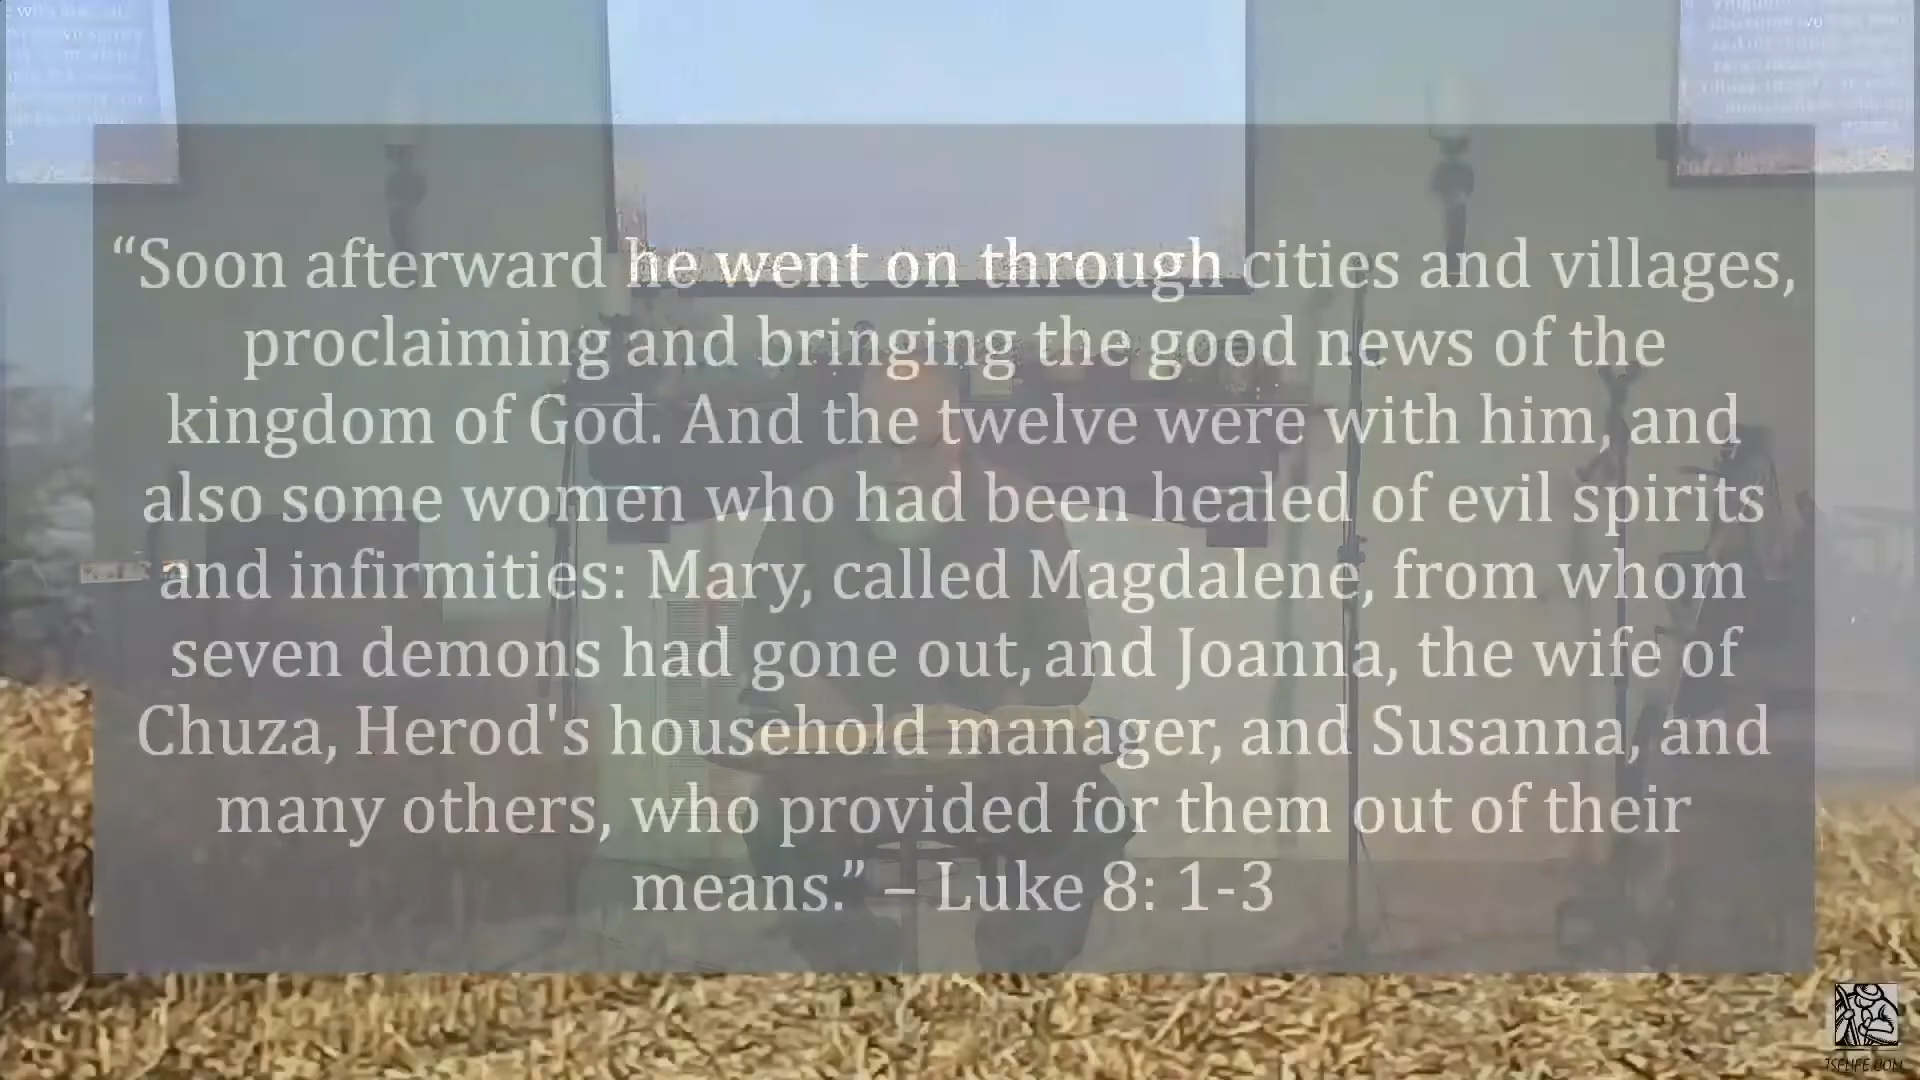 “Soon afterward he went on through cities and villages,
proclaiming and bringing the good news of the
kingdom of God. And the twelve were with him, and
also some women who had been healed of evil spirits
and infirmities: Mary, called Magdalene, from whom
seven demons had gone out, and Joanna, the wife of
Chuza, Herod's household manager, and Susanna, and
many others, who provided for them out of their
means.” – Luke 8: 1-3